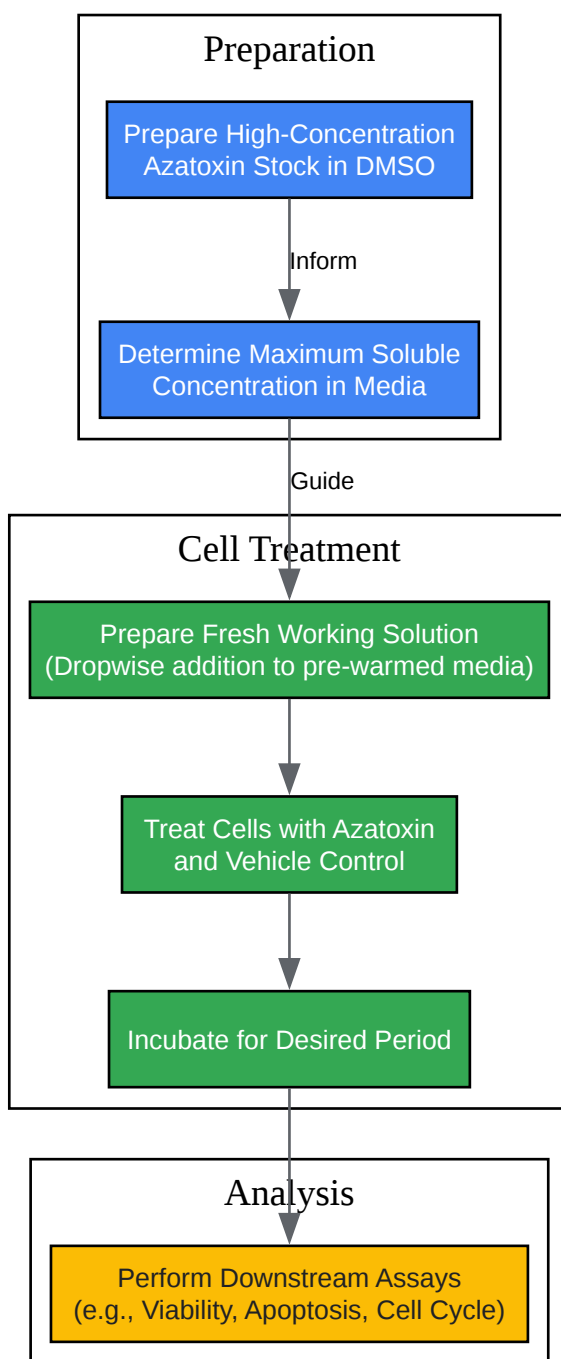 Preparation
Prepare High-Concentration
Azatoxin Stock in DMSO
Inform
Determine Maximum Soluble
Concentration in Media
Guide
Cell Treatment
Prepare Fresh Working Solution
(Dropwise addition to pre-warmed media)
Treat Cells with Azatoxin
and Vehicle Control
Incubate for Desired Period
Analysis
Perform Downstream Assays
(e.g., Viability, Apoptosis, Cell Cycle)